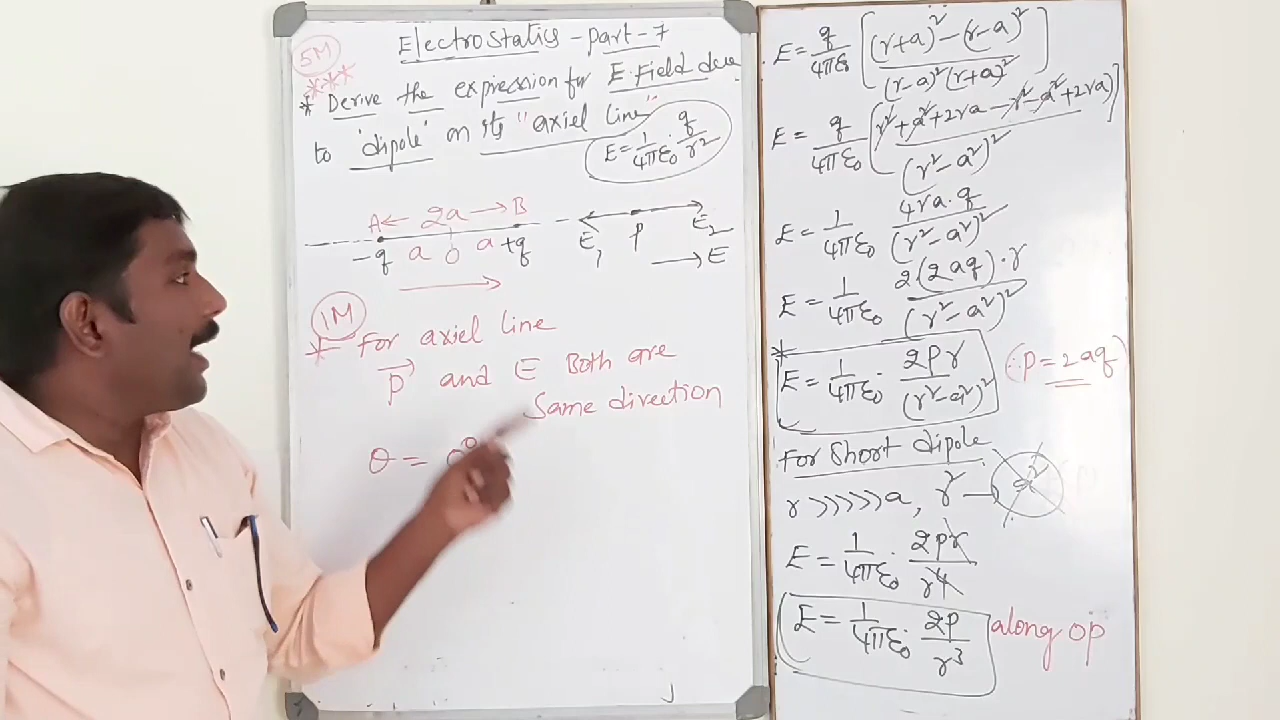 5M
Electrostatics - part - 7
***
* Derive the expression for E. Field due
to 'dipole' on its "axiel line"
E = 1/4πε₀ · q/r²
A ← 2a → B
E₁ P E₂
-q a O a +q
→ E
1M
* For axiel line
p⃗ and E Both are
Same direction
θ = 0°
E = q/4πε₀ [(r+a)² - (r-a)² / (r-a)² (r+a)²]
E = q/4πε₀ [r² + a² + 2ra - r² - a² + 2ra / (r² - a²)²]
E = 1/4πε₀ 4ra·q / (r² - a²)²
E = 1/4πε₀ 2(2aq)·r / (r² - a²)²
* E = 1/4πε₀ · 2pr / (r² - a²)² (∵ p = 2aq)
For Short dipole
r >>>>> a, r² - a²
E = 1/4πε₀ · 2pr / r⁴
E = 1/4πε₀ · 2p / r³ along op